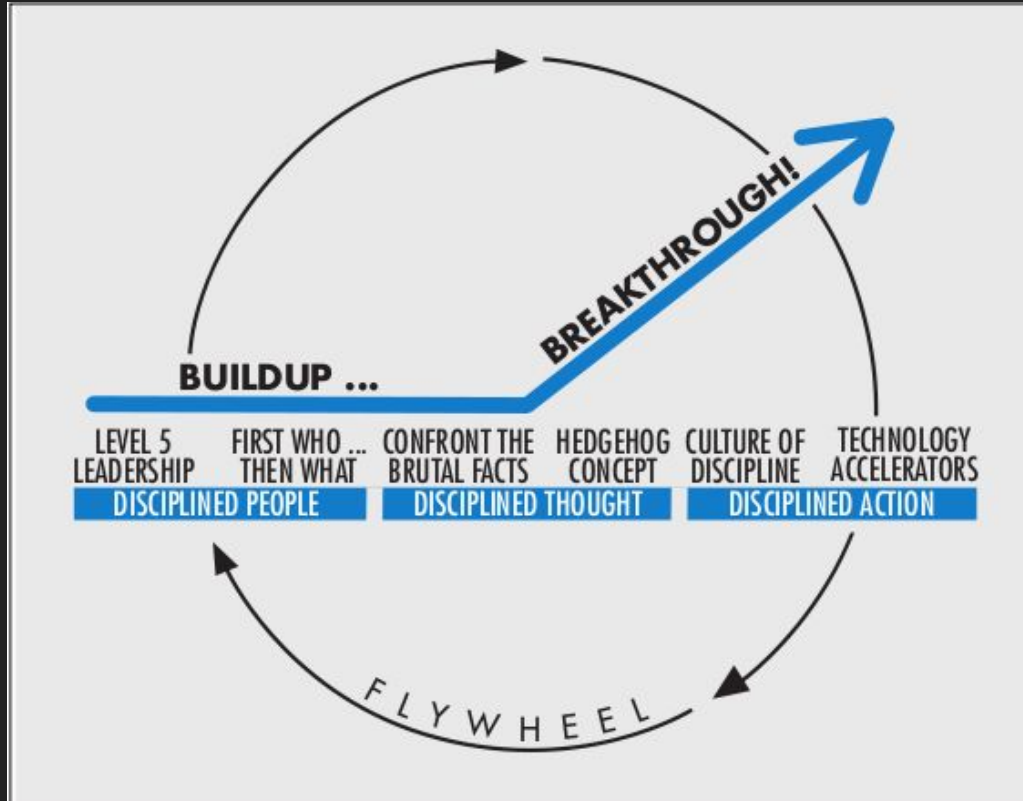 BUILDUP ...
BREAKTHROUGH!
LEVEL 5
LEADERSHIP
FIRST WHO ...
THEN WHAT
CONFRONT THE
BRUTAL FACTS
HEDGEHOG
CONCEPT
CULTURE OF
DISCIPLINE
TECHNOLOGY
ACCELERATORS
DISCIPLINED PEOPLE
DISCIPLINED THOUGHT
DISCIPLINED ACTION
FLYWHEEL